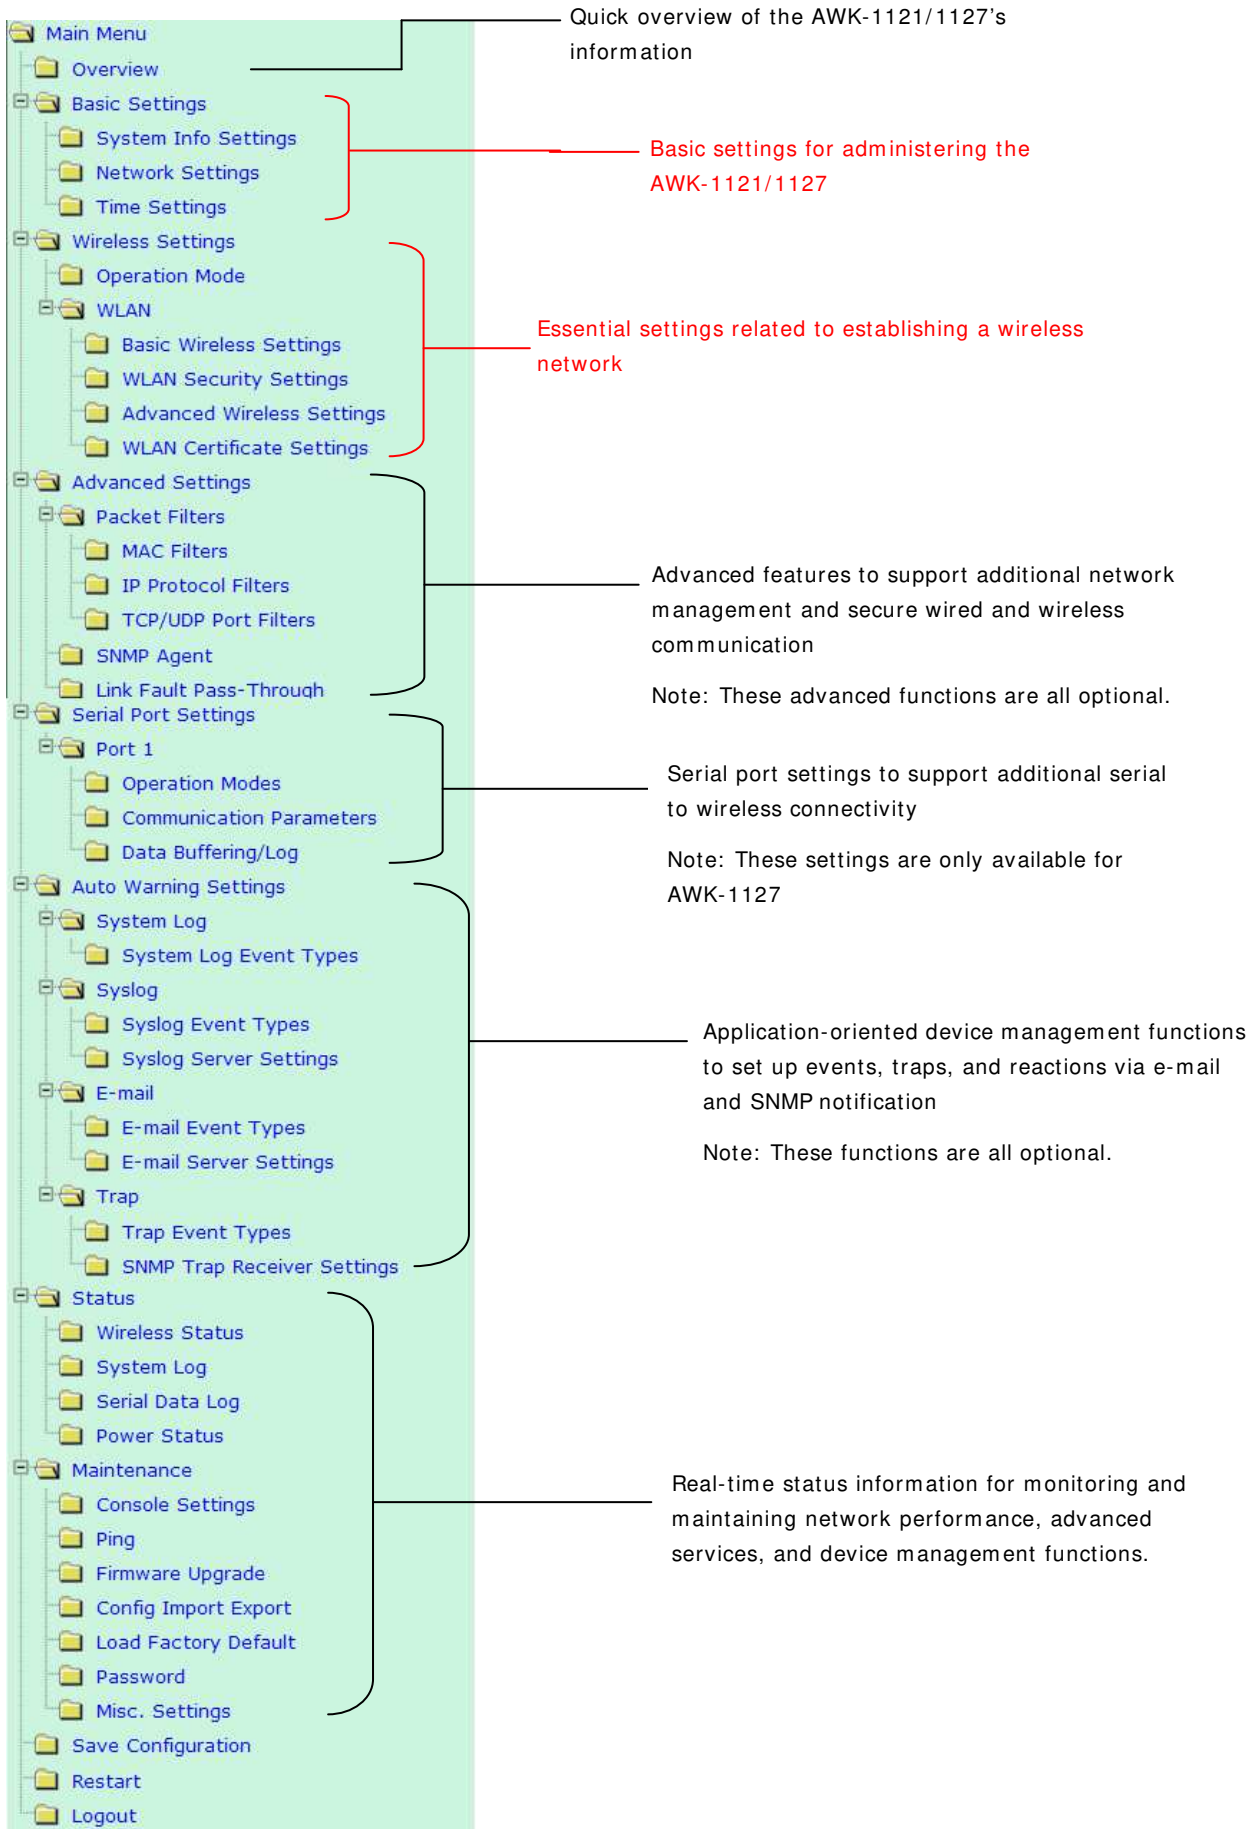 Main Menu
Overview
Basic Settings
System Info Settings
Network Settings
Time Settings
Wireless Settings
Operation Mode
WLAN
Basic Wireless Settings
WLAN Security Settings
Advanced Wireless Settings
WLAN Certificate Settings
Advanced Settings
Packet Filters
MAC Filters
IP Protocol Filters
TCP/UDP Port Filters
SNMP Agent
Link Fault Pass-Through
Serial Port Settings
Port 1
Operation Modes
Communication Parameters
Data Buffering/Log
Auto Warning Settings
System Log
System Log Event Types
Syslog
Syslog Event Types
Syslog Server Settings
E-mail
E-mail Event Types
E-mail Server Settings
Trap
Trap Event Types
SNMP Trap Receiver Settings
Status
Wireless Status
System Log
Serial Data Log
Power Status
Maintenance
Console Settings
Ping
Firmware Upgrade
Config Import Export
Load Factory Default
Password
Misc. Settings
Save Configuration
Restart
Logout
Quick overview of the AWK-1121/1127's
information
Basic settings for administering the
AWK-1121/1127
Essential settings related to establishing a wireless
network
Advanced features to support additional network
management and secure wired and wireless
communication
Note: These advanced functions are all optional.
Serial port settings to support additional serial
to wireless connectivity
Note: These settings are only available for
AWK-1127
Application-oriented device management functions
to set up events, traps, and reactions via e-mail
and SNMP notification
Note: These functions are all optional.
Real-time status information for monitoring and
maintaining network performance, advanced
services, and device management functions.